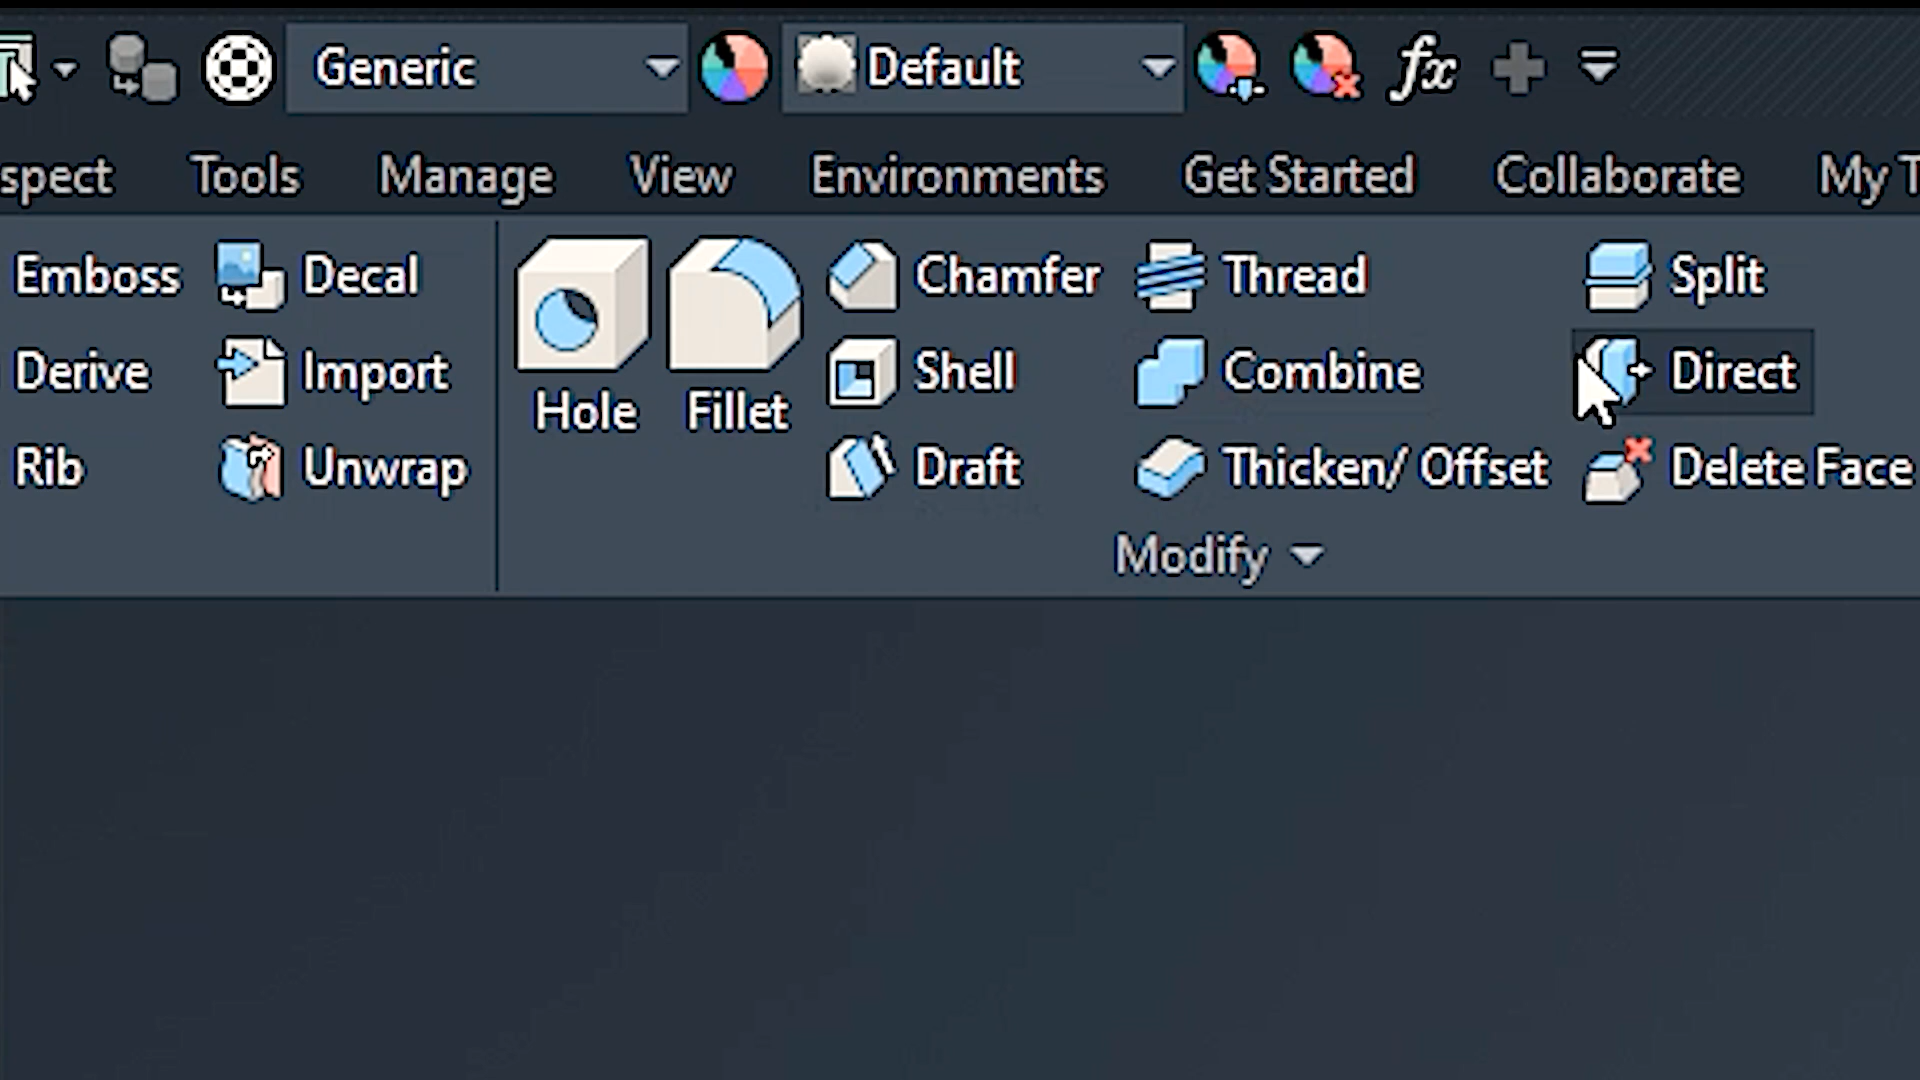 Generic Default fx
spect Tools Manage View Environments Get Started Collaborate My T
Emboss Decal Chamfer Thread Split
Derive Import Shell Combine Direct
Hole Fillet
Rib Unwrap Draft Thicken/ Offset Delete Face
Modify